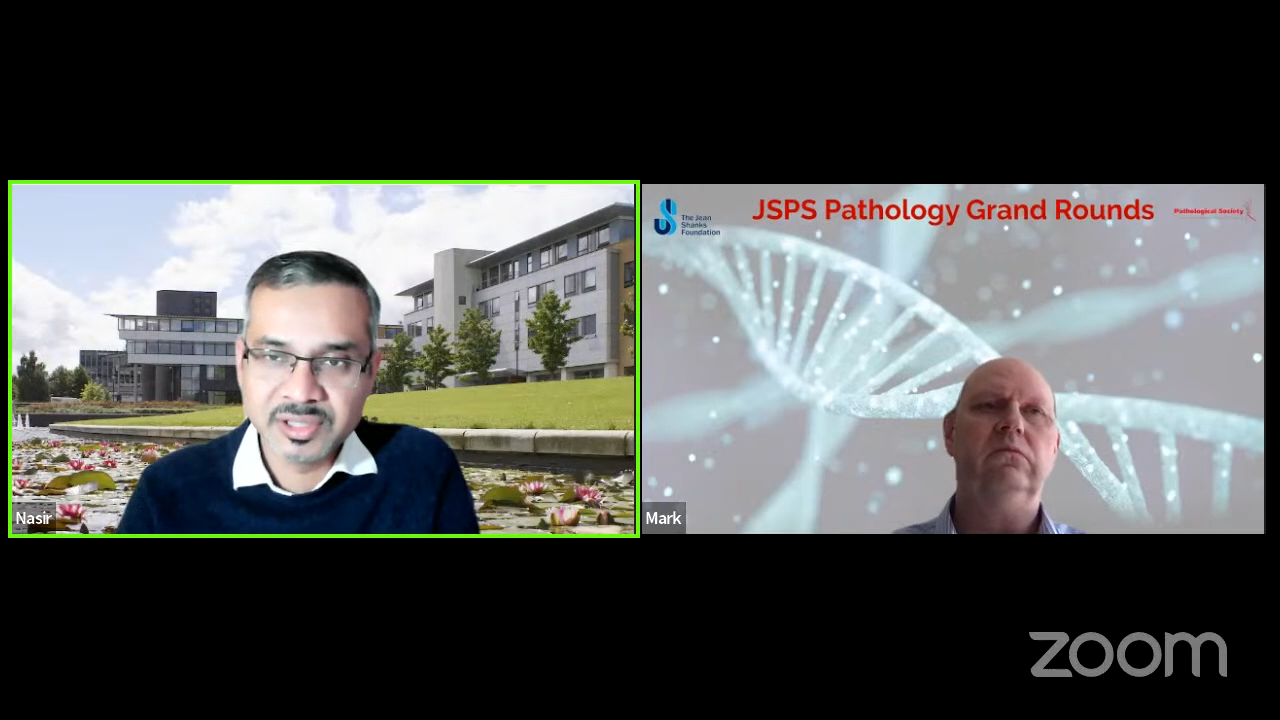 The Jean
Shanks
Foundation
JSPS Pathology Grand Rounds
Pathological Society
Nasir
Mark
zoom